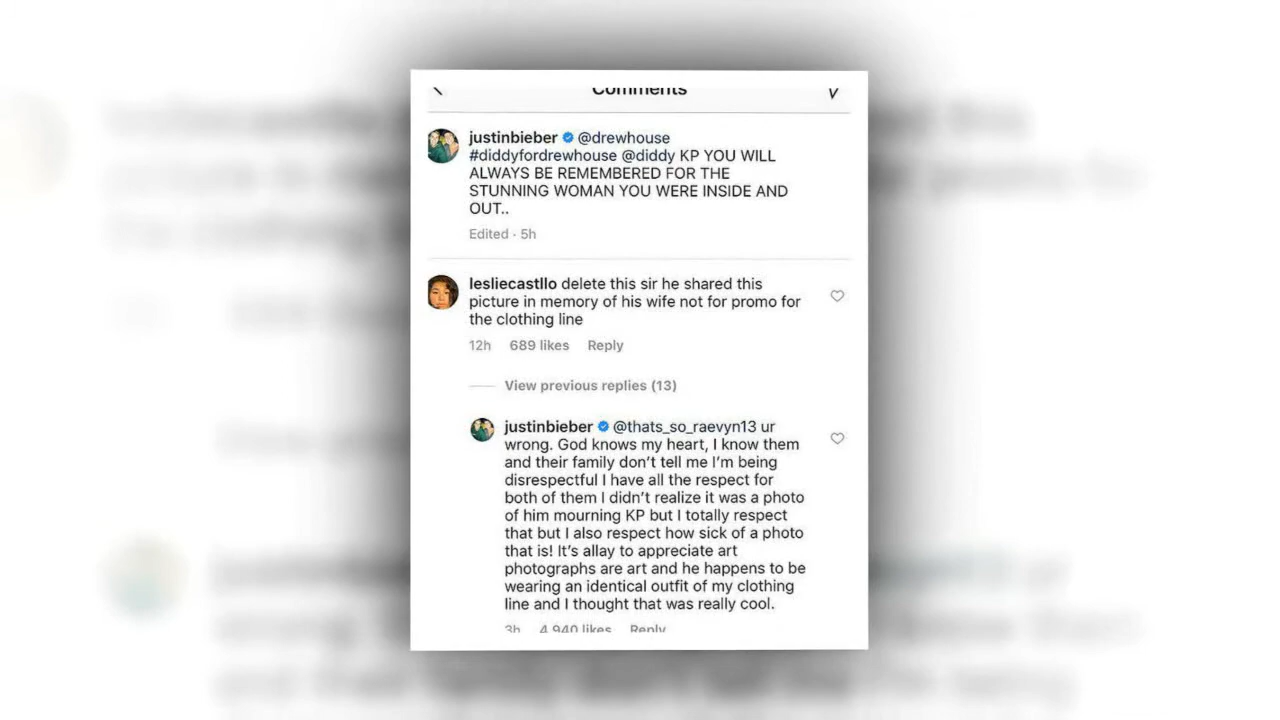 Comments
justinbieber @drewhouse
#diddyfordrewhouse @diddy KP YOU WILL
ALWAYS BE REMEMBERED FOR THE
STUNNING WOMAN YOU WERE INSIDE AND
OUT..
Edited · 5h
lesliecastllo delete this sir he shared this
picture in memory of his wife not for promo for
the clothing line
12h 689 likes Reply
View previous replies (13)
justinbieber @thats_so_raevyn13 ur
wrong. God knows my heart, I know them
and their family don't tell me I'm being
disrespectful I have all the respect for
both of them I didn't realize it was a photo
of him mourning KP but I totally respect
that but I also respect how sick of a photo
that is! It's allay to appreciate art
photographs are art and he happens to be
wearing an identical outfit of my clothing
line and I thought that was really cool.
3h 4,940 likes Reply